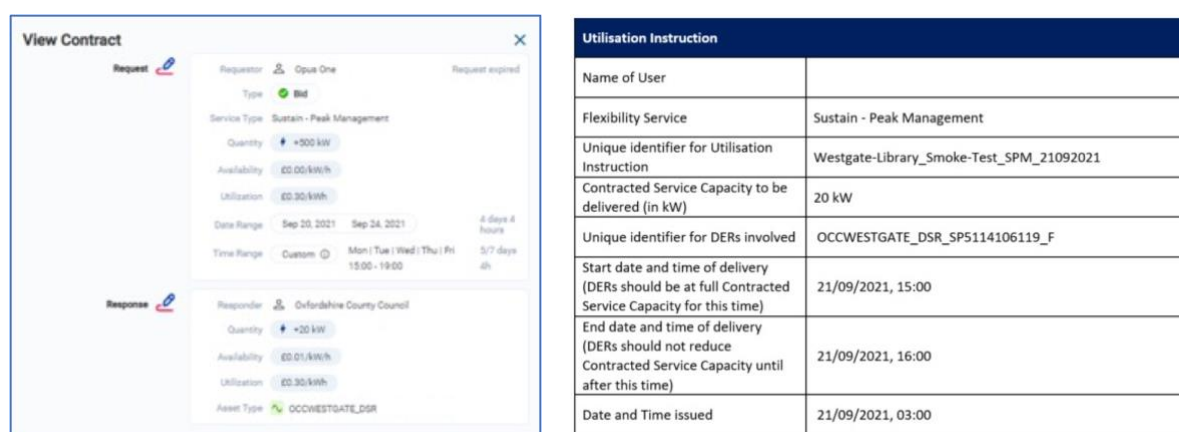 View Contract
Request
Requestor Opus One Request expired
Type Bid
Service Type Sustain - Peak Management
Quantity +500 kW
Availability £0.00/kW/h
Utilization £0.30/kWh
Date Range Sep 20, 2021 Sep 24, 2021 4 days 4
hours
Time Range Custom Mon | Tue | Wed | Thu | Fri 5/7 days
15:00 - 19:00 4h
Response
Responder Oxfordshire County Council
Quantity +20 kW
Availability £0.01/kW/h
Utilization £0.30/kWh
Asset Type OCCWESTGATE_DSR
Utilisation Instruction
Name of User
Flexibility Service Sustain - Peak Management
Unique identifier for Utilisation
Instruction Westgate-Library_Smoke-Test_SPM_21092021
Contracted Service Capacity to be
delivered (in kW) 20 kW
Unique identifier for DERs involved OCCWESTGATE_DSR_SP5114106119_F
Start date and time of delivery
(DERs should be at full Contracted
Service Capacity for this time) 21/09/2021, 15:00
End date and time of delivery
(DERs should not reduce
Contracted Service Capacity until
after this time) 21/09/2021, 16:00
Date and Time issued 21/09/2021, 03:00